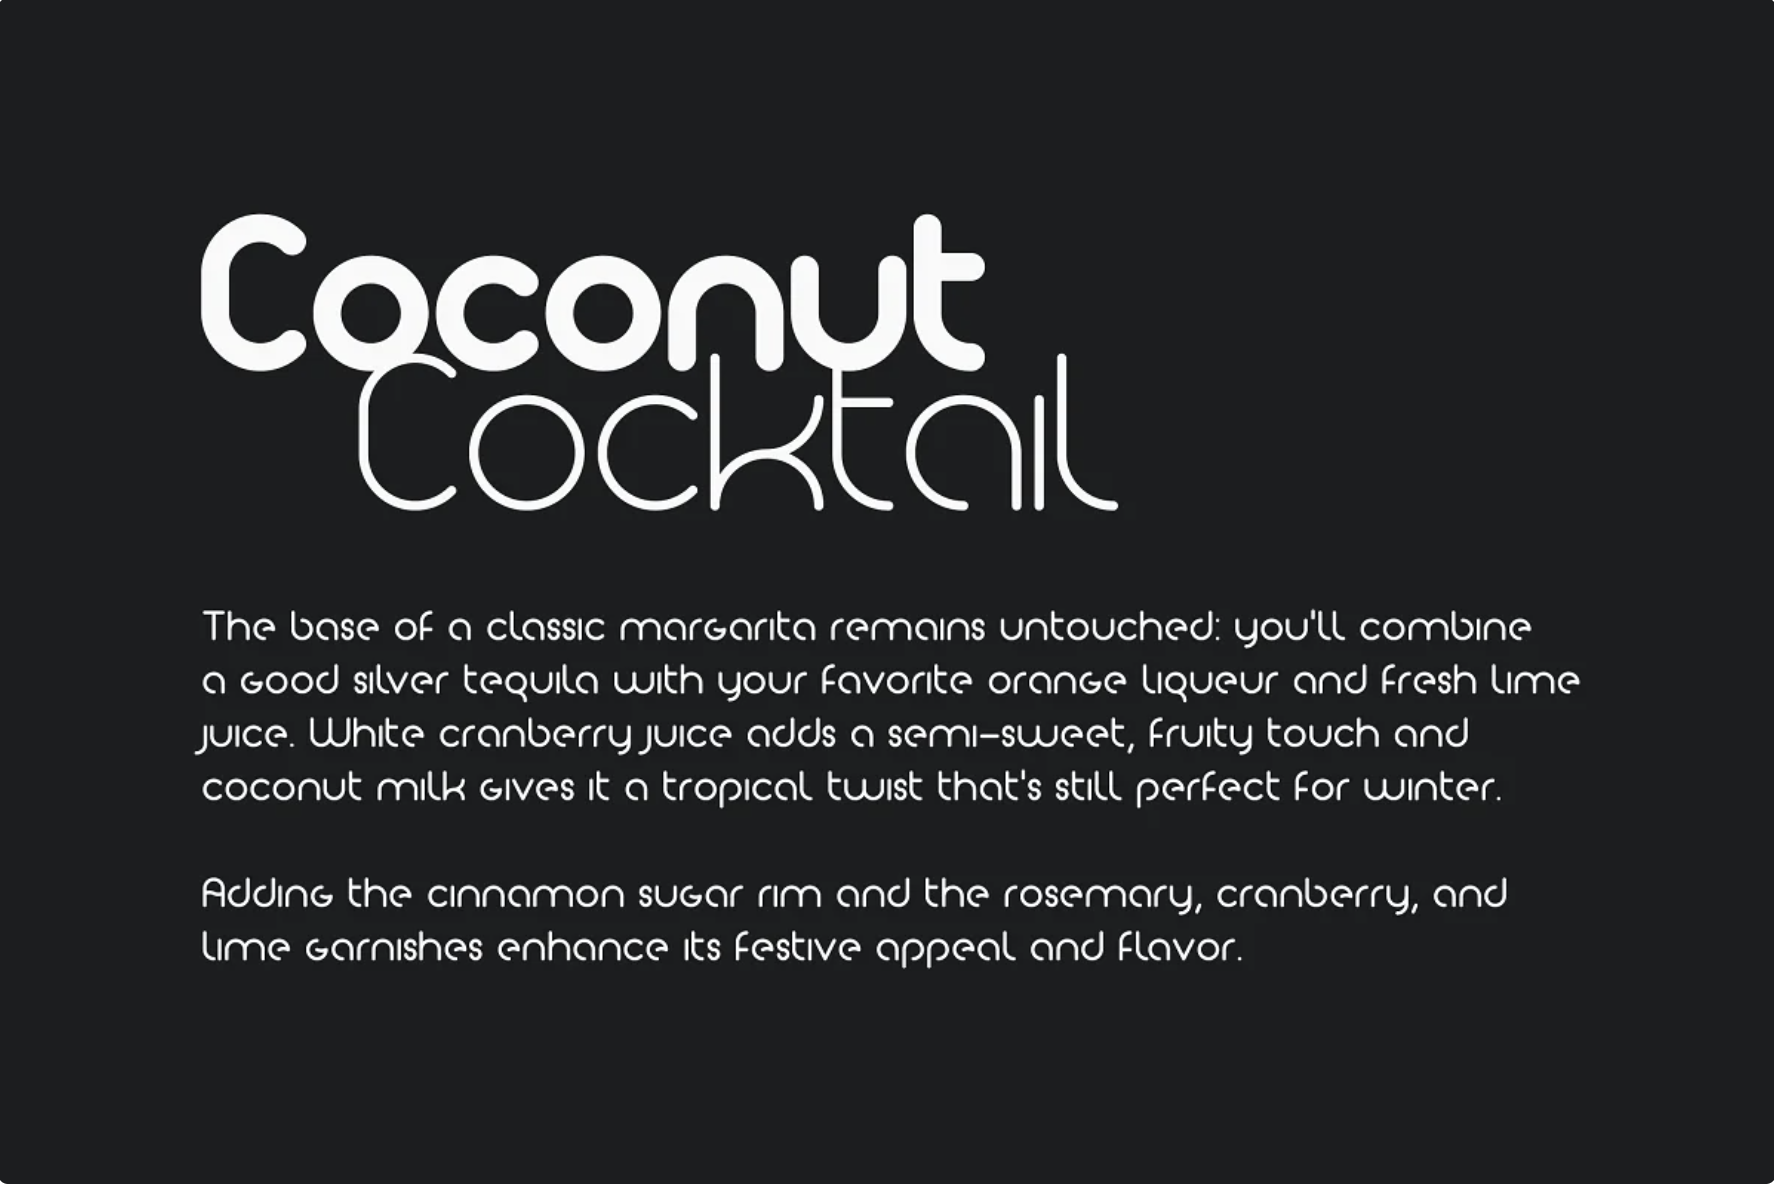 Coconut
Cocktail
The base of a classic margarita remains untouched: you'll combine
a good silver tequila with your favorite orange liqueur and fresh lime
juice. White cranberry juice adds a semi-sweet, fruity touch and
coconut milk gives it a tropical twist that's still perfect for winter.
Adding the cinnamon sugar rim and the rosemary, cranberry, and
lime garnishes enhance its festive appeal and flavor.